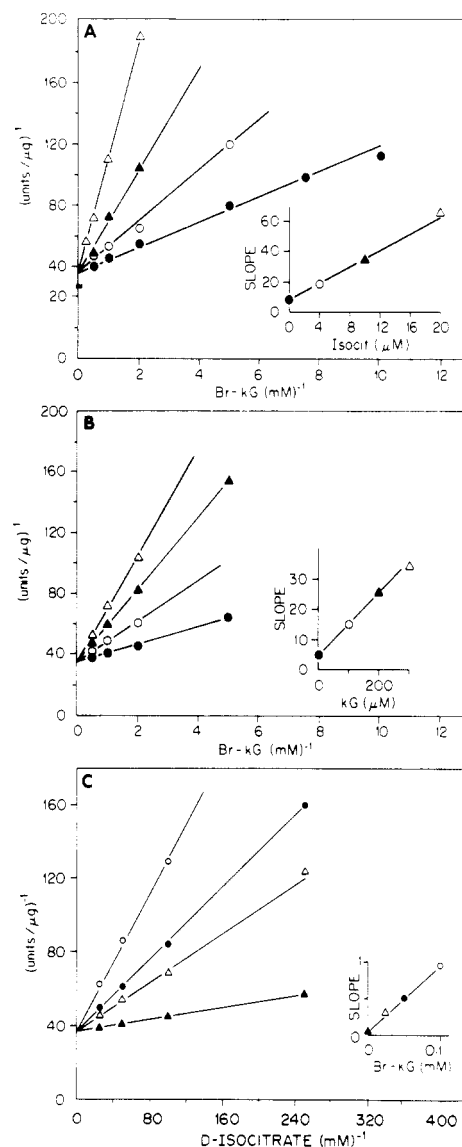 A
200
160
120
80
40
20
0
(units/μg)⁻¹
0 2 4 6 8 10 12
Br-kG (mM)⁻¹
60
40
20
0
SLOPE
0 4 8 12 16 20
Isocit (μM)
B
200
160
120
80
40
0
(units/μg)⁻¹
0 2 4 6 8 10 12
Br-kG (mM)⁻¹
30
20
10
0
SLOPE
0 200
kG (μM)
C
160
120
80
40
0
(units/μg)⁻¹
0 80 160 240 320 400
D-ISOCITRATE (mM)⁻¹
1
0
SLOPE
0 0.1
Br-kG (mM)